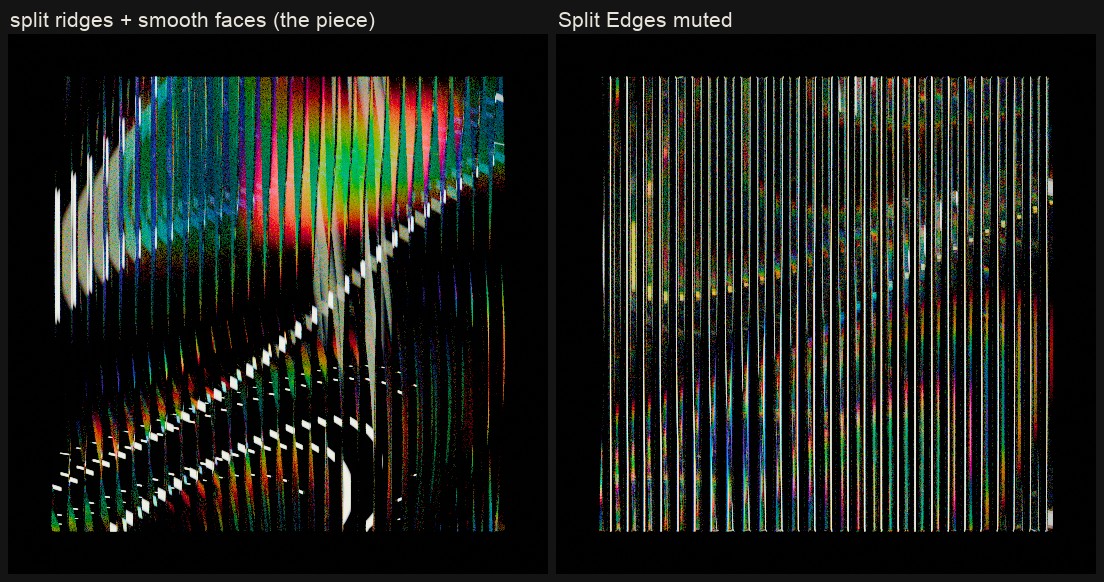 split ridges + smooth faces (the piece)
Split Edges muted